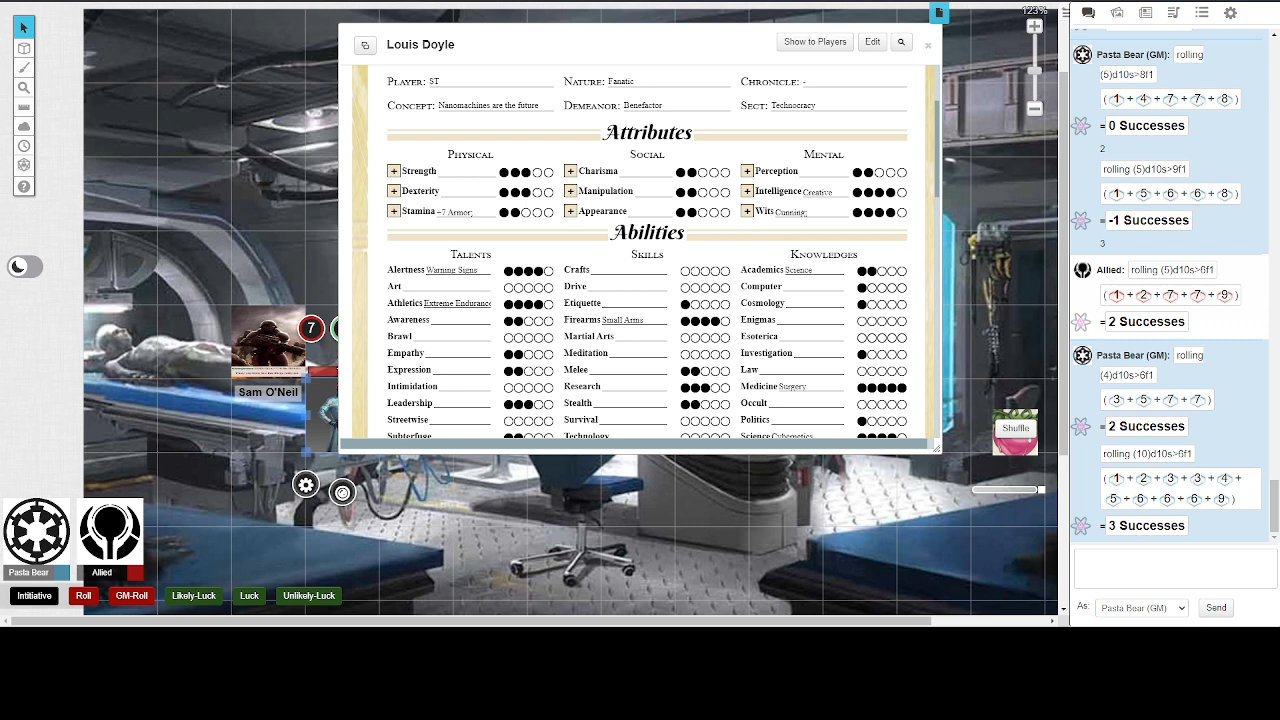 123%
Louis Doyle
Show to Players
Edit
PLAYER: ST
NATURE: Fanatic
CHRONICLE: -
CONCEPT: Nanomachines are the future
DEMEANOR: Benefactor
SECT: Technocracy
Attributes
PHYSICAL
SOCIAL
MENTAL
+ Strength
+ Charisma
+ Perception
+ Dexterity
+ Manipulation
+ Intelligence Creative
+ Stamina +7 Armor;
+ Appearance
+ Wits Cunning;
Abilities
TALENTS
SKILLS
KNOWLEDGES
Alertness Warning Signs
Crafts
Academics Science
Art
Drive
Computer
Athletics Extreme Endurance
Etiquette
Cosmology
Awareness
Firearms Small Arms
Enigmas
Brawl
Martial Arts
Esoterica
Empathy
Meditation
Investigation
Expression
Melee
Law
Intimidation
Research
Medicine Surgery
Leadership
Stealth
Occult
Streetwise
Survival
Politics
Subterfuge
Technology
Science Cybernetics
7
Sam O'Neil
Shuffle
Pasta Bear
Allied
Intitiative
Roll
GM-Roll
Likely-Luck
Luck
Unlikely-Luck
Pasta Bear (GM): rolling
(5)d10s>8f1
(1+4+7+7+8)
= 0 Successes
2
rolling (5)d10s>9f1
(1+5+6+6+8)
= -1 Successes
3
Allied: rolling (5)d10s>6f1
(1+2+7+7+9)
= 2 Successes
Pasta Bear (GM): rolling
(4)d10s>6f1
(3+5+7+7)
= 2 Successes
rolling (10)d10s>6f1
(1+2+3+3+4+
5+6+6+6+9)
= 3 Successes
As:
Pasta Bear (GM)
Send